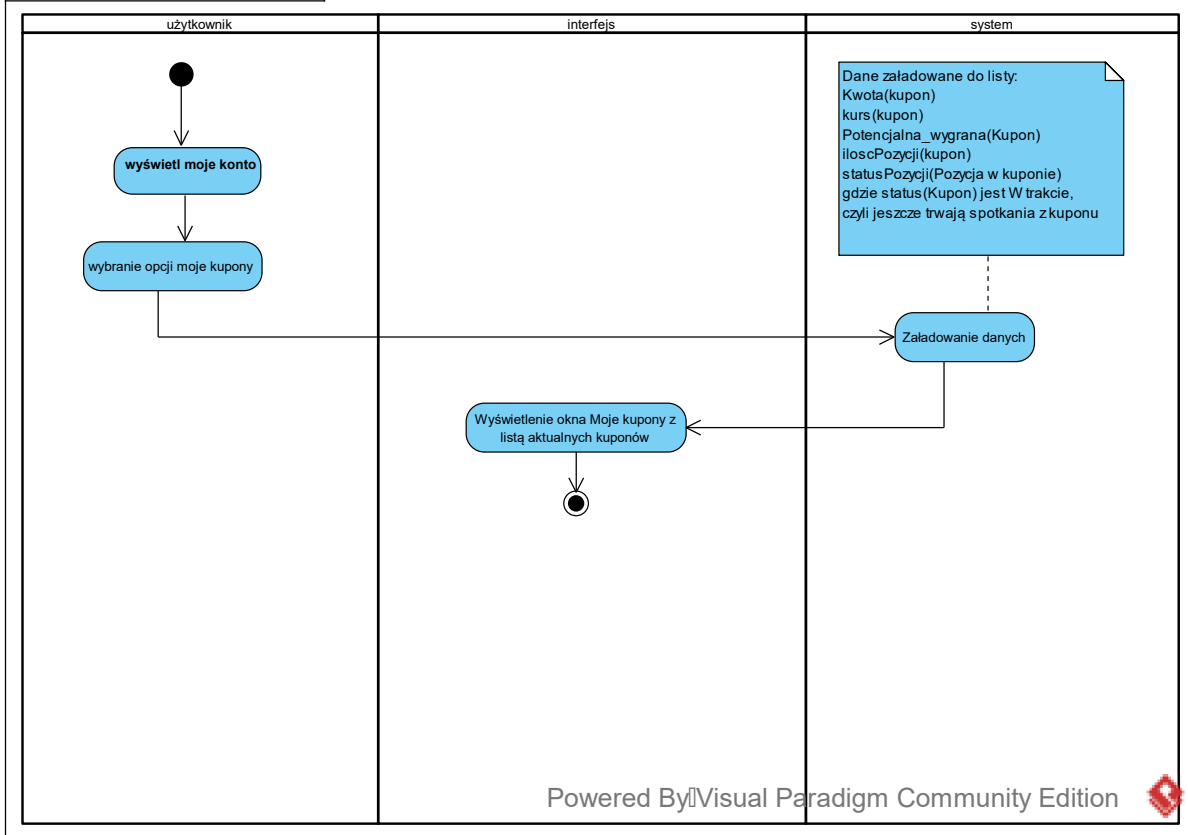 użytkownik
interfejs
system
Dane załadowane do listy:
Kwota(kupon)
kurs(kupon)
Potencjalna_wygrana(Kupon)
iloscPozycji(kupon)
statusPozycji(Pozycja w kuponie)
gdzie status(Kupon) jest W trakcie,
czyli jeszcze trwają spotkania z kuponu
wyświetl moje konto
wybranie opcji moje kupony
Załadowanie danych
Wyświetlenie okna Moje kupony z
listą aktualnych kuponów
Powered By Visual Paradigm Community Edition